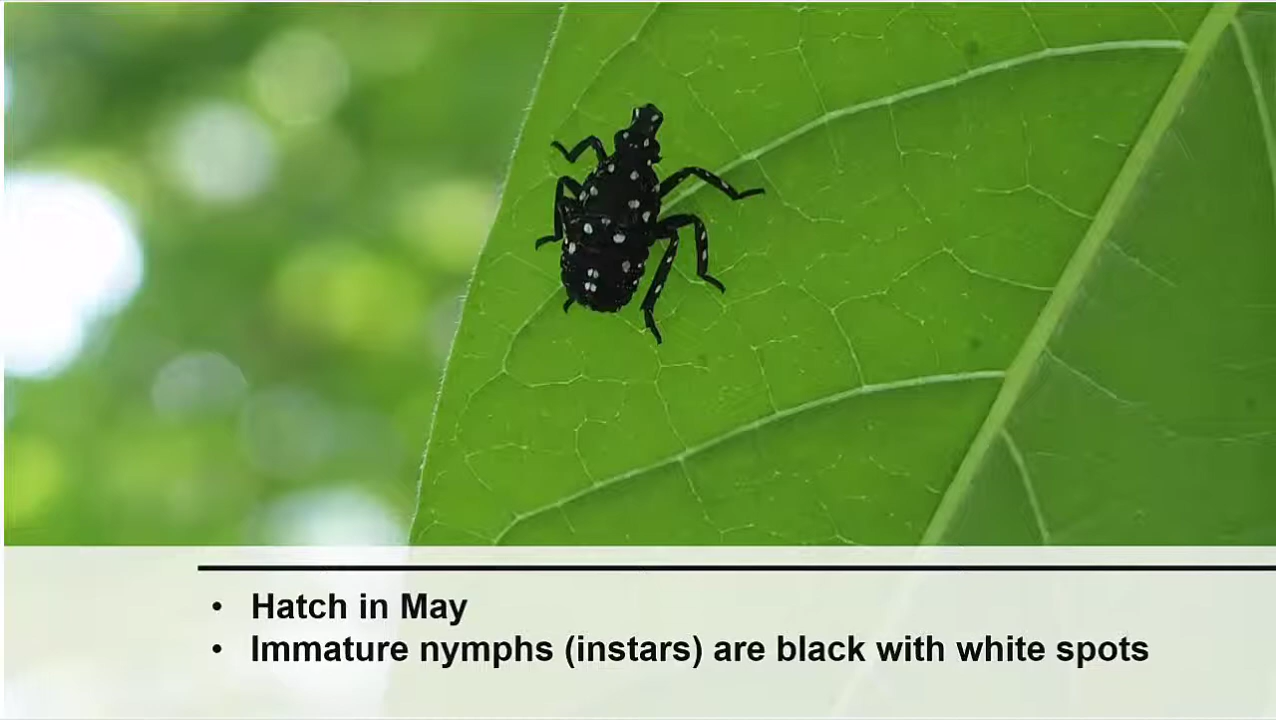 • Hatch in May
• Immature nymphs (instars) are black with white spots